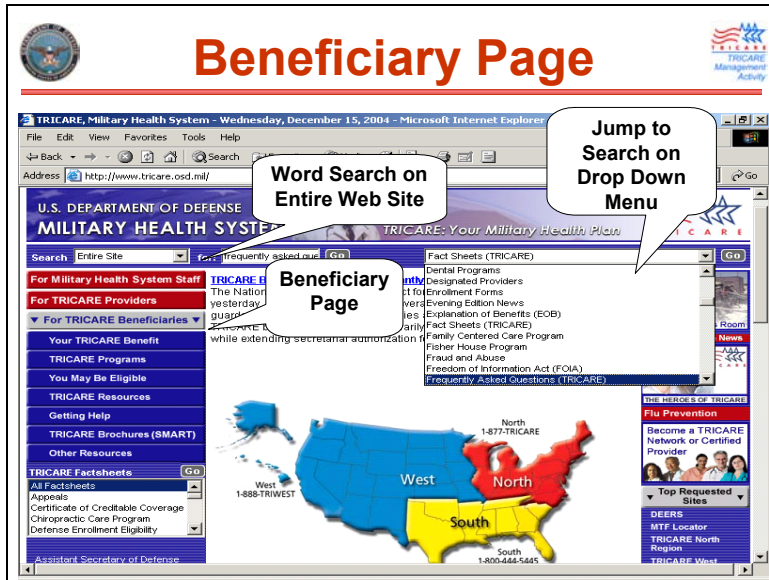 Beneficiary Page
TRICARE
Management
Activity
TRICARE, Military Health System - Wednesday, December 15, 2004 - Microsoft Internet Explorer
File Edit View Favorites Tools Help
Back Search
Address http://www.tricare.osd.mil/ Go
Word Search on
Entire Web Site
Jump to
Search on
Drop Down
Menu
U.S. DEPARTMENT OF DEFENSE
MILITARY HEALTH SYSTEM
TRICARE: Your Military Health Plan
TRICARE
Search Entire Site for: frequently asked que Go
Fact Sheets (TRICARE) Go
Beneficiary
Page
For Military Health System Staff
For TRICARE Providers
For TRICARE Beneficiaries
Your TRICARE Benefit
TRICARE Programs
You May Be Eligible
TRICARE Resources
Getting Help
TRICARE Brochures (SMART)
Other Resources
TRICARE Factsheets Go
All Factsheets
Appeals
Certificate of Creditable Coverage
Chiropractic Care Program
Defense Enrollment Eligibility
Assistant Secretary of Defense
TRICARE
The Nation
yesterday
while extending secretarial authorization
Dental Programs
Designated Providers
Enrollment Forms
Evening Edition News
Explanation of Benefits (EOB)
Fact Sheets (TRICARE)
Family Centered Care Program
Fisher House Program
Fraud and Abuse
Freedom of Information Act (FOIA)
Frequently Asked Questions (TRICARE)
Room
News
THE HEROES OF TRICARE
Flu Prevention
Become a TRICARE
Network or Certified
Provider
Top Requested
Sites
DEERS
MTF Locator
TRICARE North
Region
TRICARE West
North
1-877-TRICARE
West
1-888-TRIWEST
West
North
South
South
1-800-444-5445